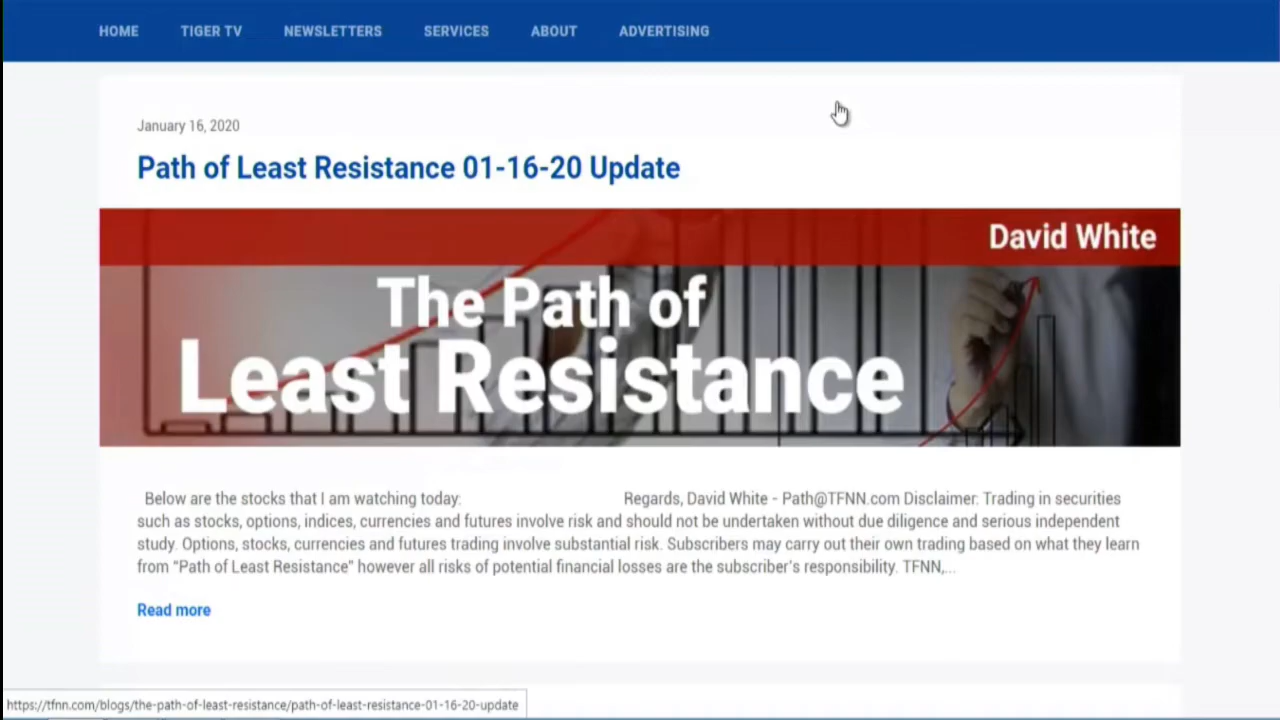 HOME TIGER TV NEWSLETTERS SERVICES ABOUT ADVERTISING
January 16, 2020
Path of Least Resistance 01-16-20 Update
David White
The Path of
Least Resistance
Below are the stocks that I am watching today: Regards, David White - Path@TFNN.com Disclaimer: Trading in securities
such as stocks, options, indices, currencies and futures involve risk and should not be undertaken without due diligence and serious independent
study. Options, stocks, currencies and futures trading involve substantial risk. Subscribers may carry out their own trading based on what they learn
from “Path of Least Resistance” however all risks of potential financial losses are the subscriber's responsibility. TFNN,...
Read more
https://tfnn.com/blogs/the-path-of-least-resistance/path-of-least-resistance-01-16-20-update